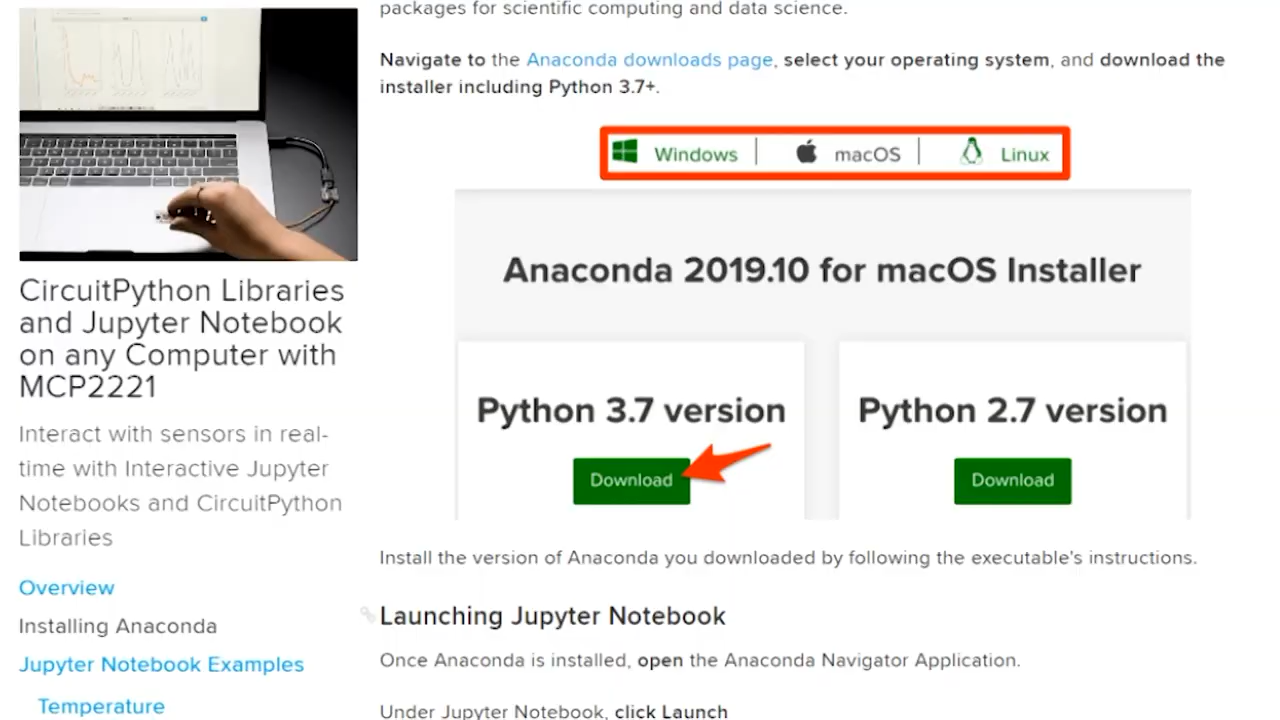 packages for scientific computing and data science.
Navigate to the Anaconda downloads page, select your operating system, and download the
installer including Python 3.7+.
Windows | macOS | Linux
Anaconda 2019.10 for macOS Installer
Python 3.7 version
Python 2.7 version
Download
Download
Install the version of Anaconda you downloaded by following the executable's instructions.
Launching Jupyter Notebook
Once Anaconda is installed, open the Anaconda Navigator Application.
Under Jupyter Notebook, click Launch
CircuitPython Libraries
and Jupyter Notebook
on any Computer with
MCP2221
Interact with sensors in real-
time with Interactive Jupyter
Notebooks and CircuitPython
Libraries
Overview
Installing Anaconda
Jupyter Notebook Examples
Temperature